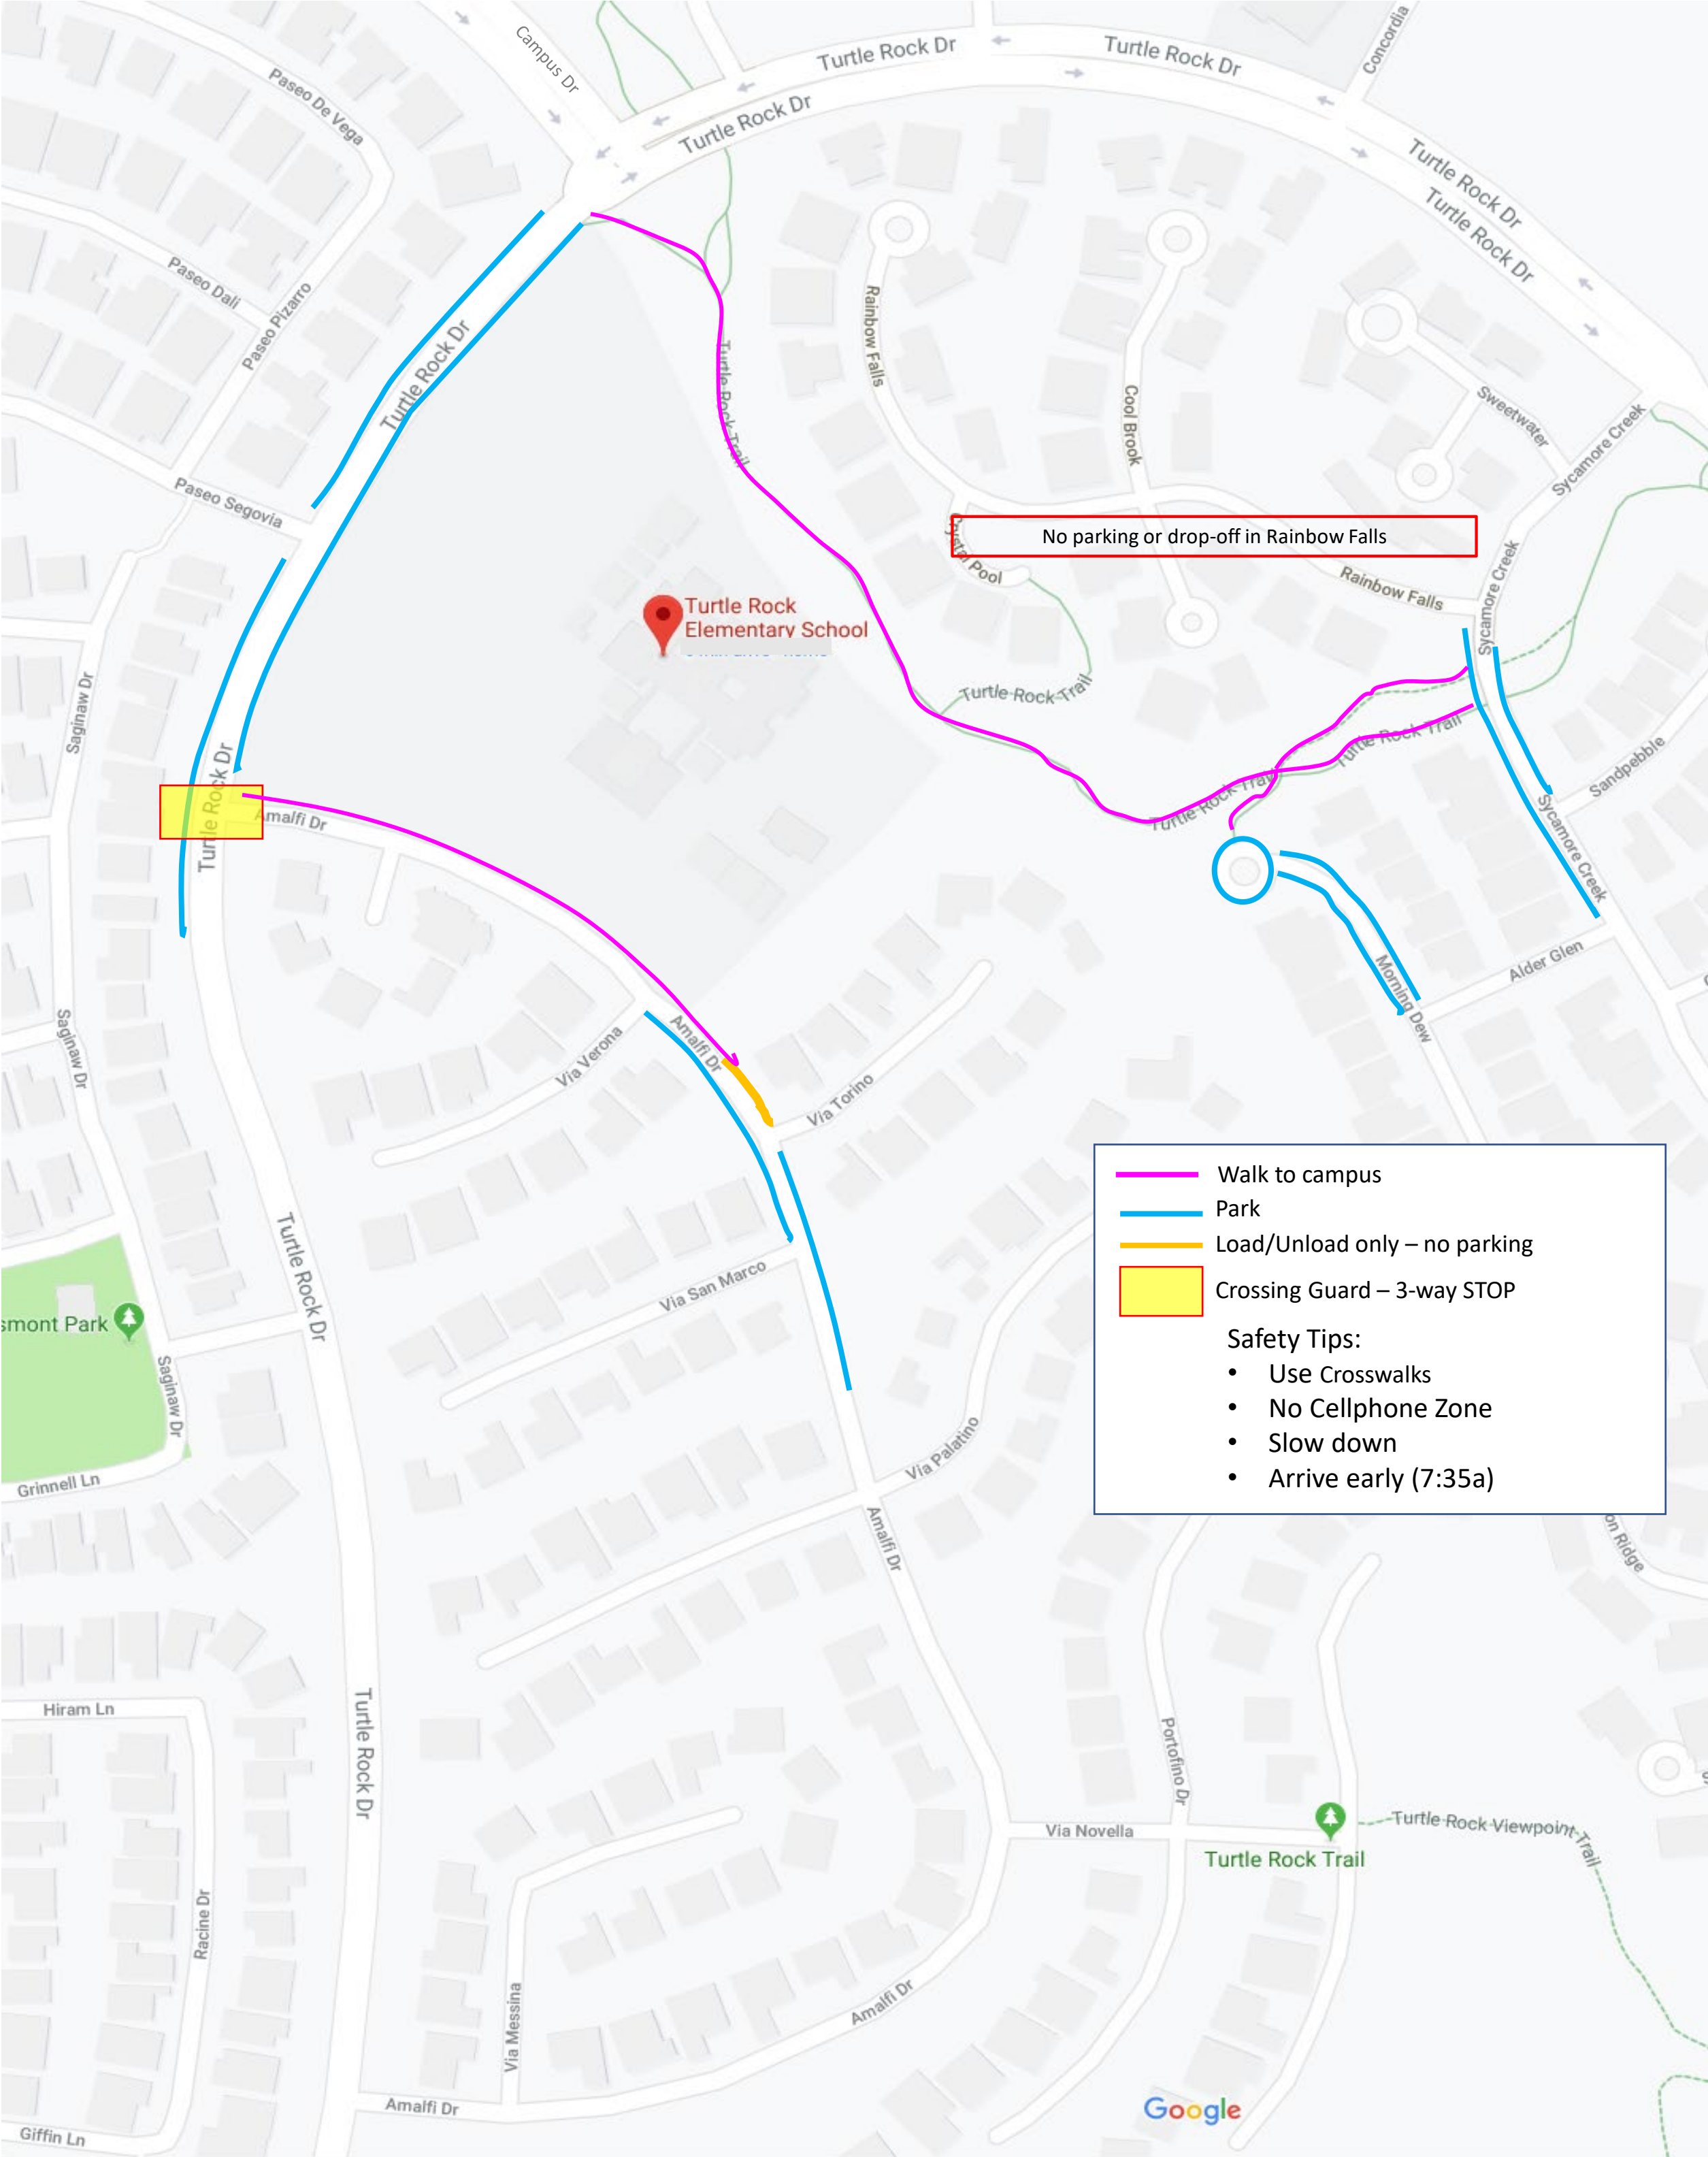 Campus Dr
Turtle Rock Dr
Turtle Rock Dr
Concordia
Turtle Rock Dr
Turtle Rock Dr
Turtle Rock Dr
Paseo De Vega
Paseo Dali
Paseo Pizarro
Turtle Rock Dr
Paseo Segovia
Turtle Rock Trail
Rainbow Falls
Cool Brook
Sweetwater
Sycamore Creek
No parking or drop-off in Rainbow Falls
Crystal Pool
Rainbow Falls
Sycamore Creek
Turtle Rock
Elementary School
Turtle Rock Trail
Turtle Rock Trail
Turtle Rock Trail
Sandpebble
Sycamore Creek
Saginaw Dr
Turtle Rock Dr
Amalfi Dr
Alder Glen
Morning Dew
Saginaw Dr
Via Verona
Amalfi Dr
Via Torino
Turtle Rock Dr
Via San Marco
smont Park
Saginaw Dr
Grinnell Ln
Via Palatino
Amalfi Dr
Walk to campus
Park
Load/Unload only – no parking
Crossing Guard – 3-way STOP
Safety Tips:
• Use Crosswalks
• No Cellphone Zone
• Slow down
• Arrive early (7:35a)
on Ridge
Hiram Ln
Turtle Rock Dr
Racine Dr
Via Messina
Portofino Dr
Via Novella
Turtle Rock Trail
Turtle Rock Viewpoint Trail
Amalfi Dr
Amalfi Dr
Giffin Ln
Google